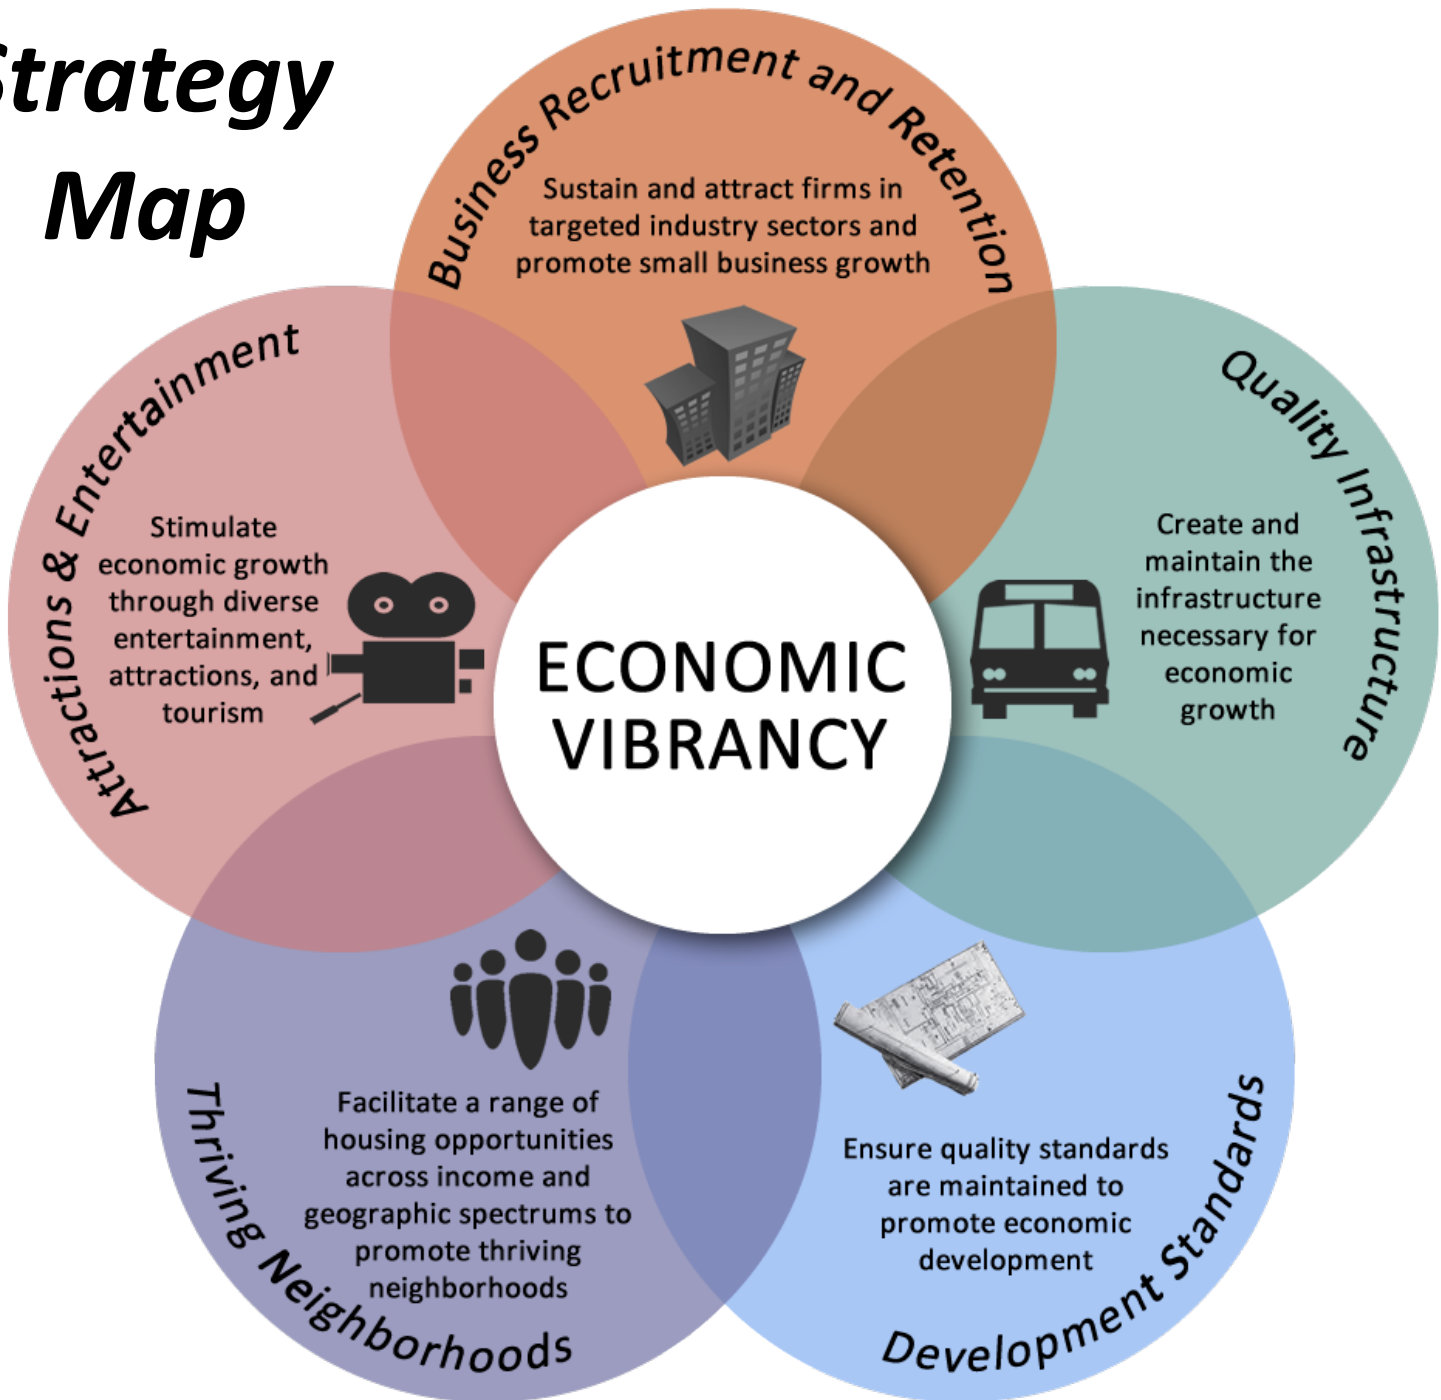 Strategy
Map
Business Recruitment and Retention
Sustain and attract firms in
targeted industry sectors and
promote small business growth
Attractions & Entertainment
Stimulate
economic growth
through diverse
entertainment,
attractions, and
tourism
ECONOMIC
VIBRANCY
Quality Infrastructure
Create and
maintain the
infrastructure
necessary for
economic
growth
Thriving Neighborhoods
Facilitate a range of
housing opportunities
across income and
geographic spectrums to
promote thriving
neighborhoods
Development Standards
Ensure quality standards
are maintained to
promote economic
development